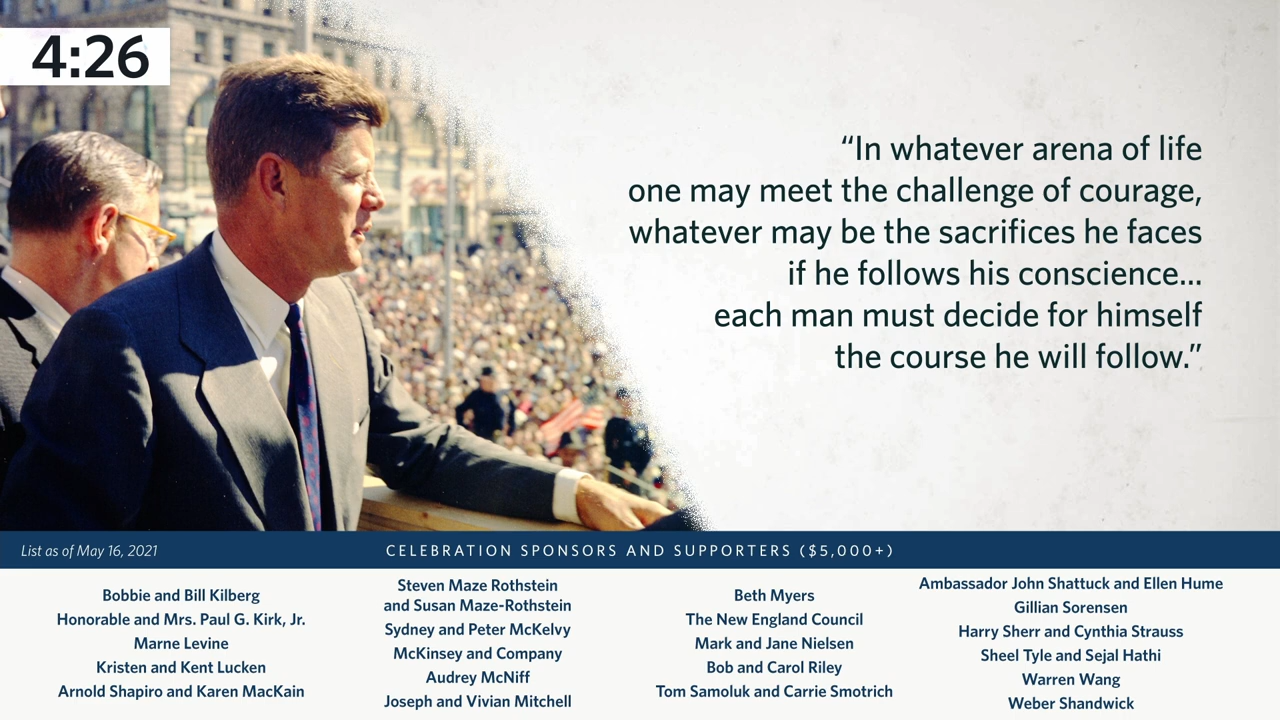 4:26
“In whatever arena of life
one may meet the challenge of courage,
whatever may be the sacrifices he faces
if he follows his conscience...
each man must decide for himself
the course he will follow.”
List as of May 16, 2021
CELEBRATION SPONSORS AND SUPPORTERS ($5,000+)
Bobbie and Bill Kilberg
Honorable and Mrs. Paul G. Kirk, Jr.
Marne Levine
Kristen and Kent Lucken
Arnold Shapiro and Karen MacKain
Steven Maze Rothstein
and Susan Maze-Rothstein
Sydney and Peter McKelvy
McKinsey and Company
Audrey McNiff
Joseph and Vivian Mitchell
Beth Myers
The New England Council
Mark and Jane Nielsen
Bob and Carol Riley
Tom Samoluk and Carrie Smotrich
Ambassador John Shattuck and Ellen Hume
Gillian Sorensen
Harry Sherr and Cynthia Strauss
Sheel Tyle and Sejal Hathi
Warren Wang
Weber Shandwick